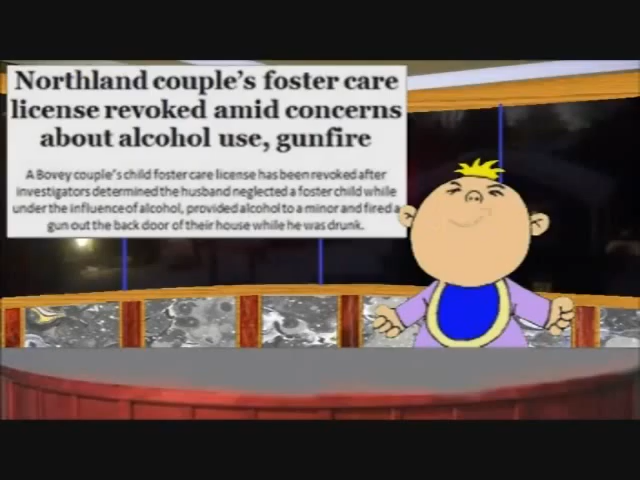 Northland couple's foster care
license revoked amid concerns
about alcohol use, gunfire
A Bovey couple's child foster care license has been revoked after
investigators determined the husband neglected a foster child while
under the influence of alcohol, provided alcohol to a minor and fired a
gun out the back door of their house while he was drunk.